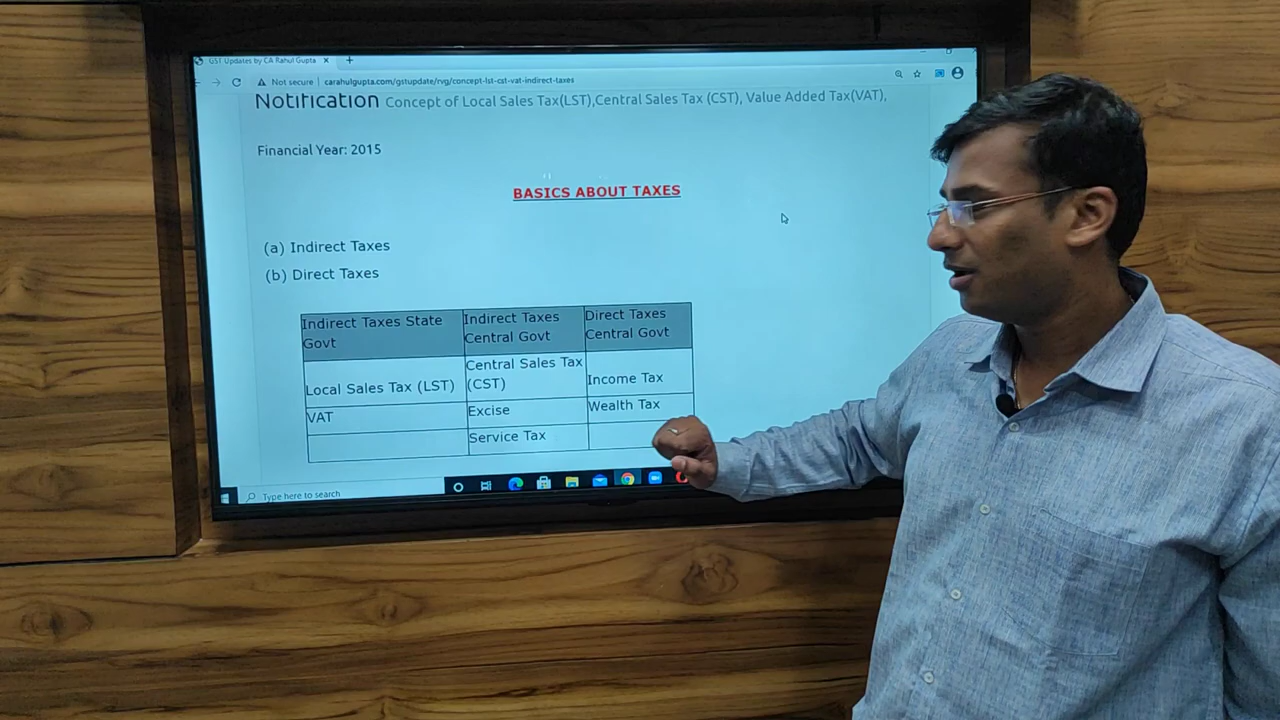 GST Updates by CA Rahul Gupta
Not secure
carahulgupta.com/gstupdate/rvg/concept-lst-cst-vat-indirect-taxes
Notification Concept of Local Sales Tax(LST),Central Sales Tax (CST), Value Added Tax(VAT),
Financial Year: 2015
BASICS ABOUT TAXES
(a) Indirect Taxes
(b) Direct Taxes
Indirect Taxes State Govt
Indirect Taxes Central Govt
Direct Taxes Central Govt
Local Sales Tax (LST)
Central Sales Tax (CST)
Income Tax
VAT
Excise
Wealth Tax
Service Tax
Type here to search